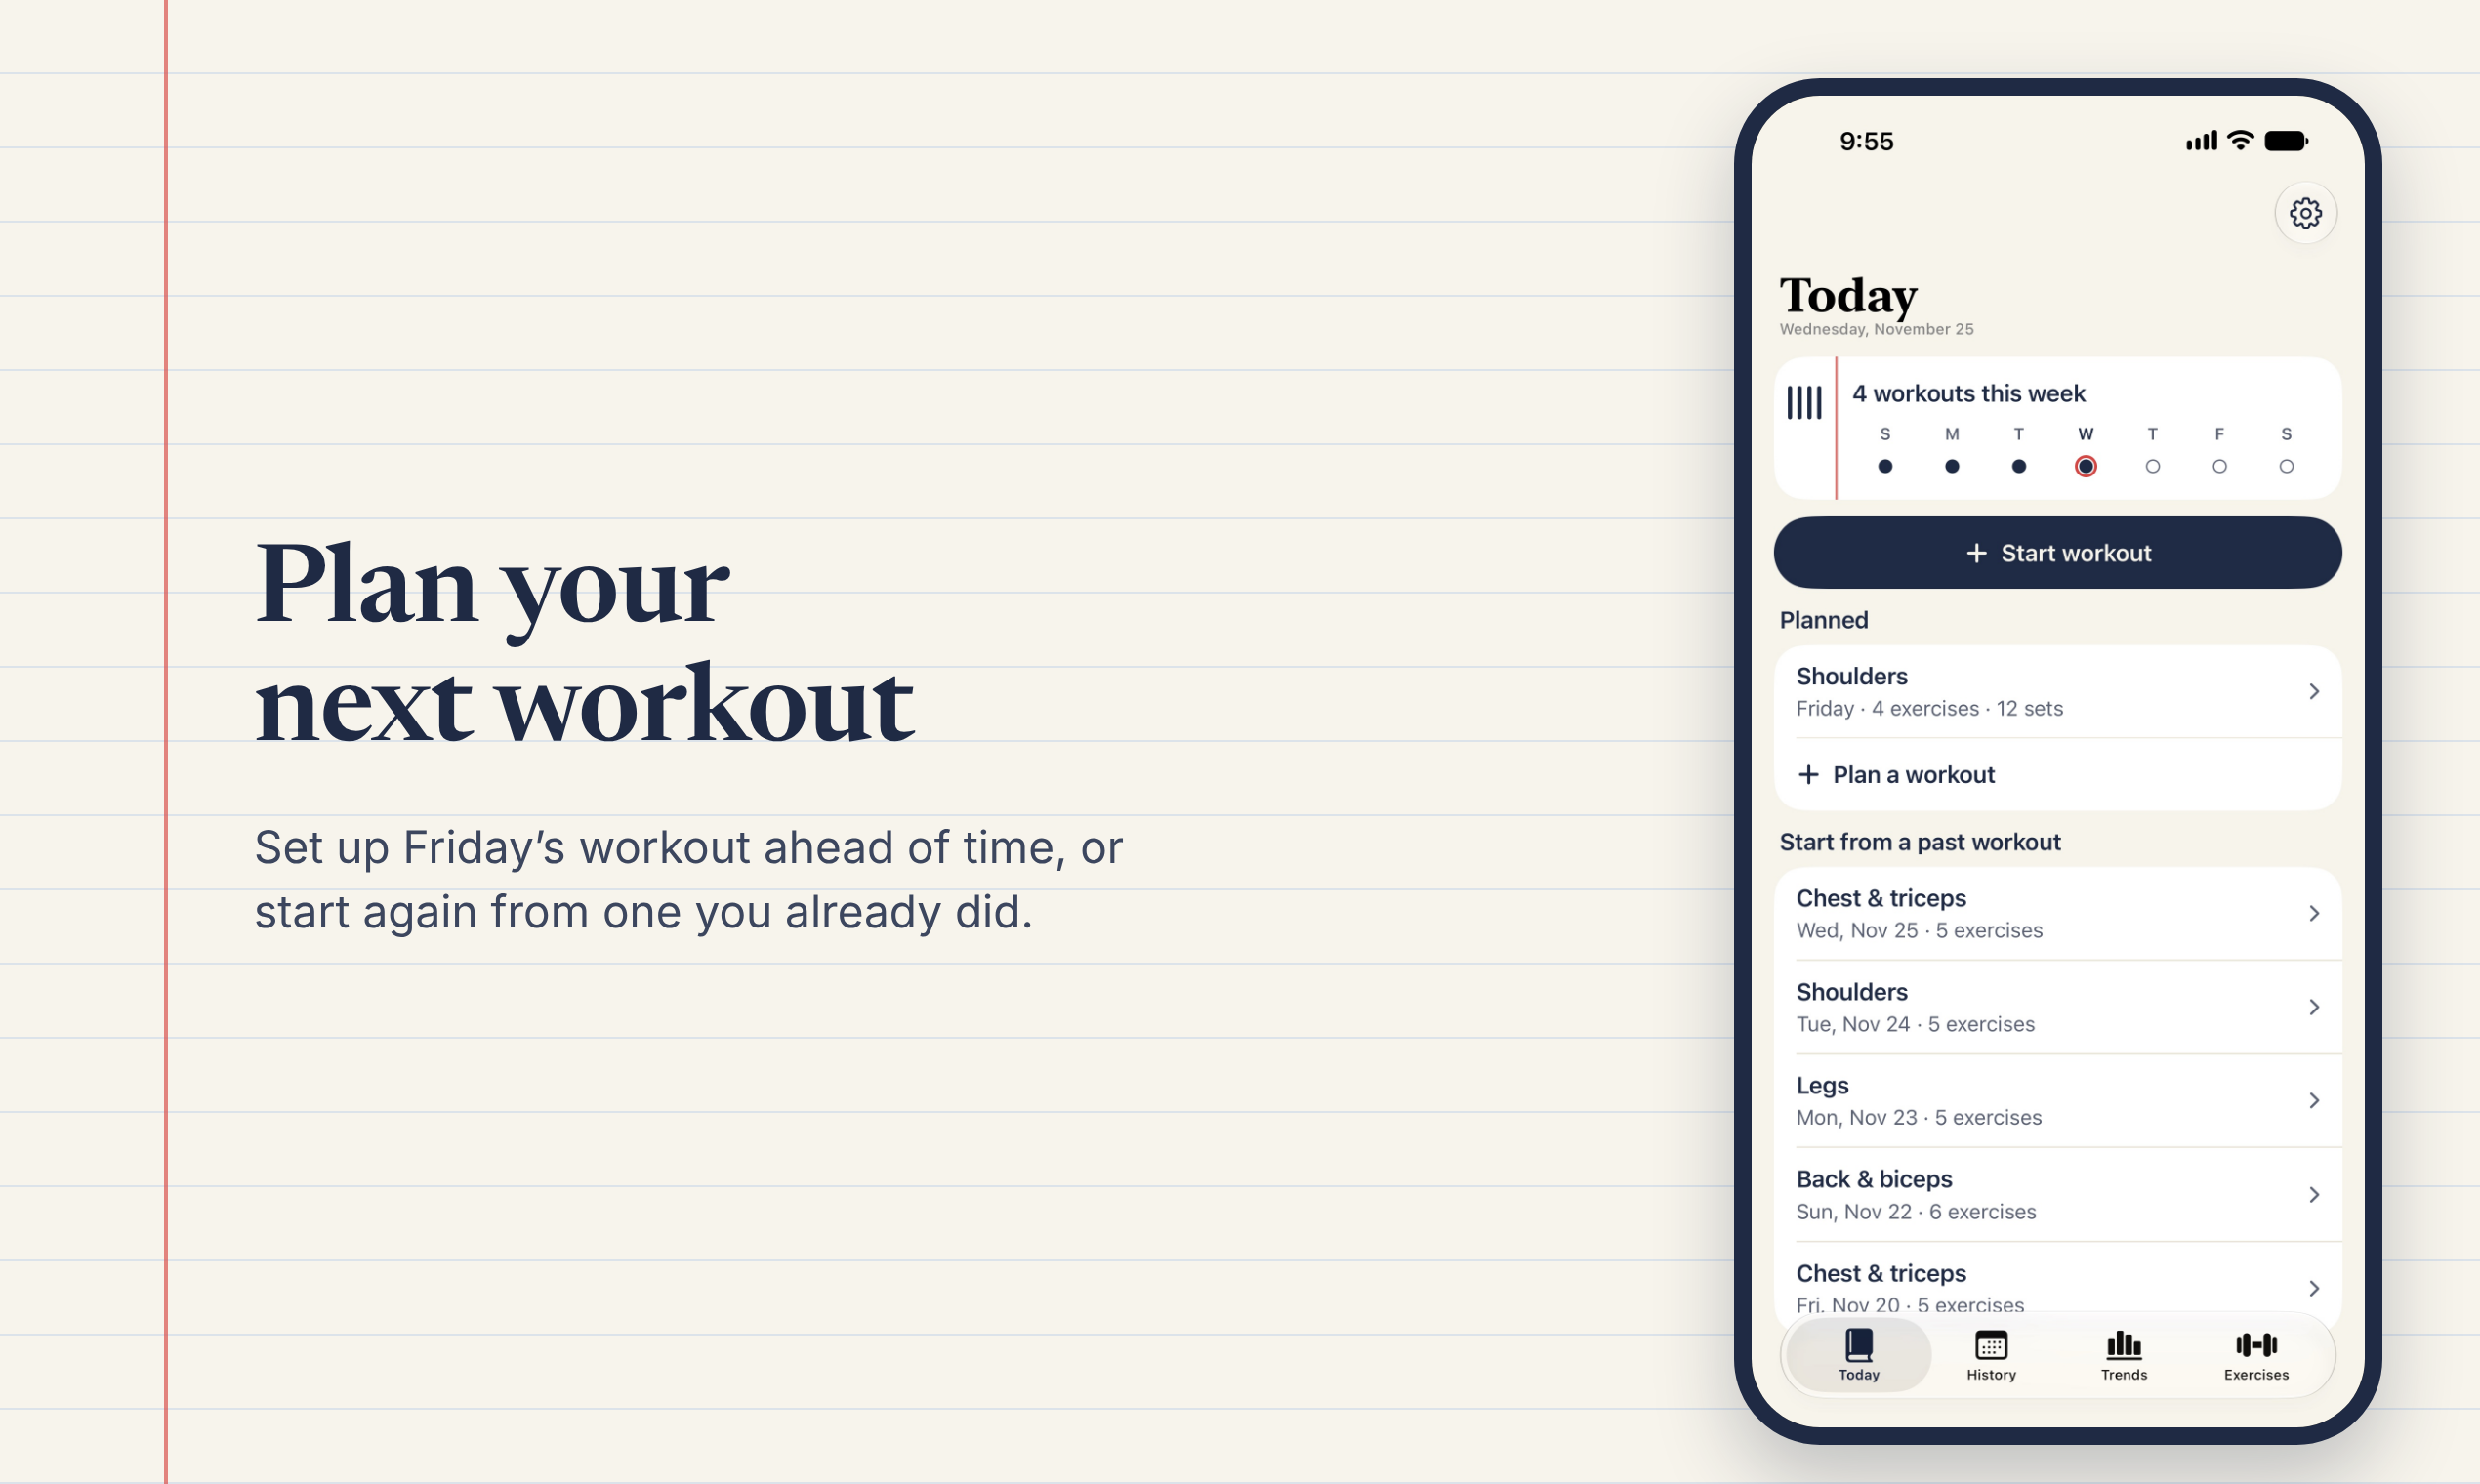 Plan your
next workout
Set up Friday’s workout ahead of time, or
start again from one you already did.
9:55
Today
Wednesday, November 25
4 workouts this week
S M T W T F S
+ Start workout
Planned
Shoulders
Friday · 4 exercises · 12 sets
+ Plan a workout
Start from a past workout
Chest & triceps
Wed, Nov 25 · 5 exercises
Shoulders
Tue, Nov 24 · 5 exercises
Legs
Mon, Nov 23 · 5 exercises
Back & biceps
Sun, Nov 22 · 6 exercises
Chest & triceps
Fri, Nov 20 · 5 exercises
Today History Trends Exercises